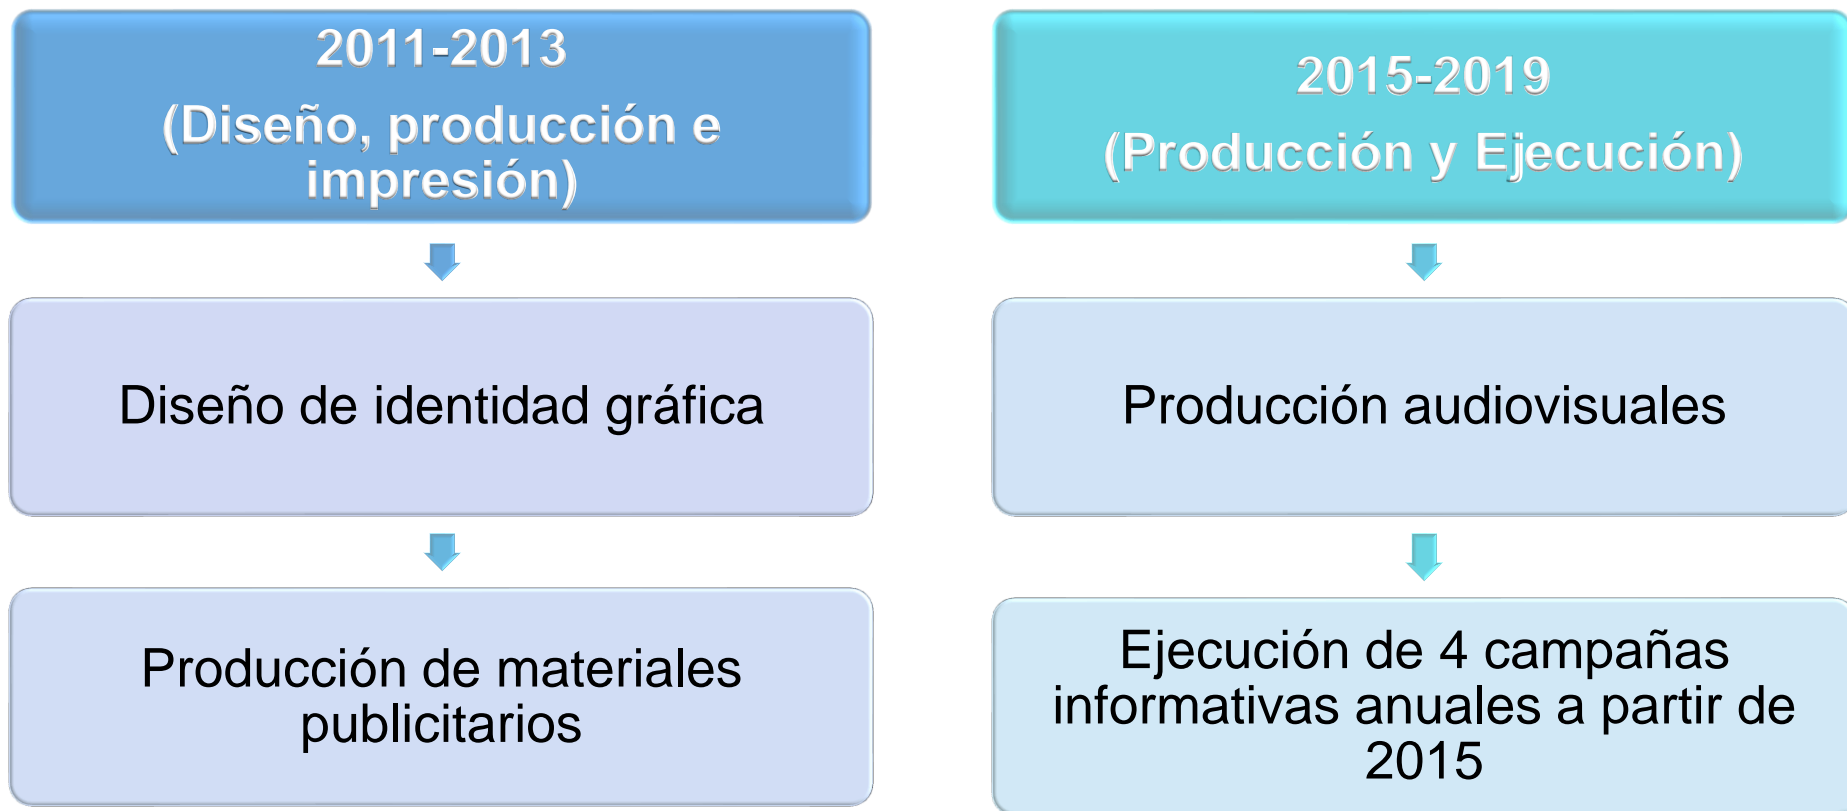 2011-2013
(Diseño, producción e
impresión)
Diseño de identidad gráfica
Producción de materiales
publicitarios
2015-2019
(Producción y Ejecución)
Producción audiovisuales
Ejecución de 4 campañas
informativas anuales a partir de
2015